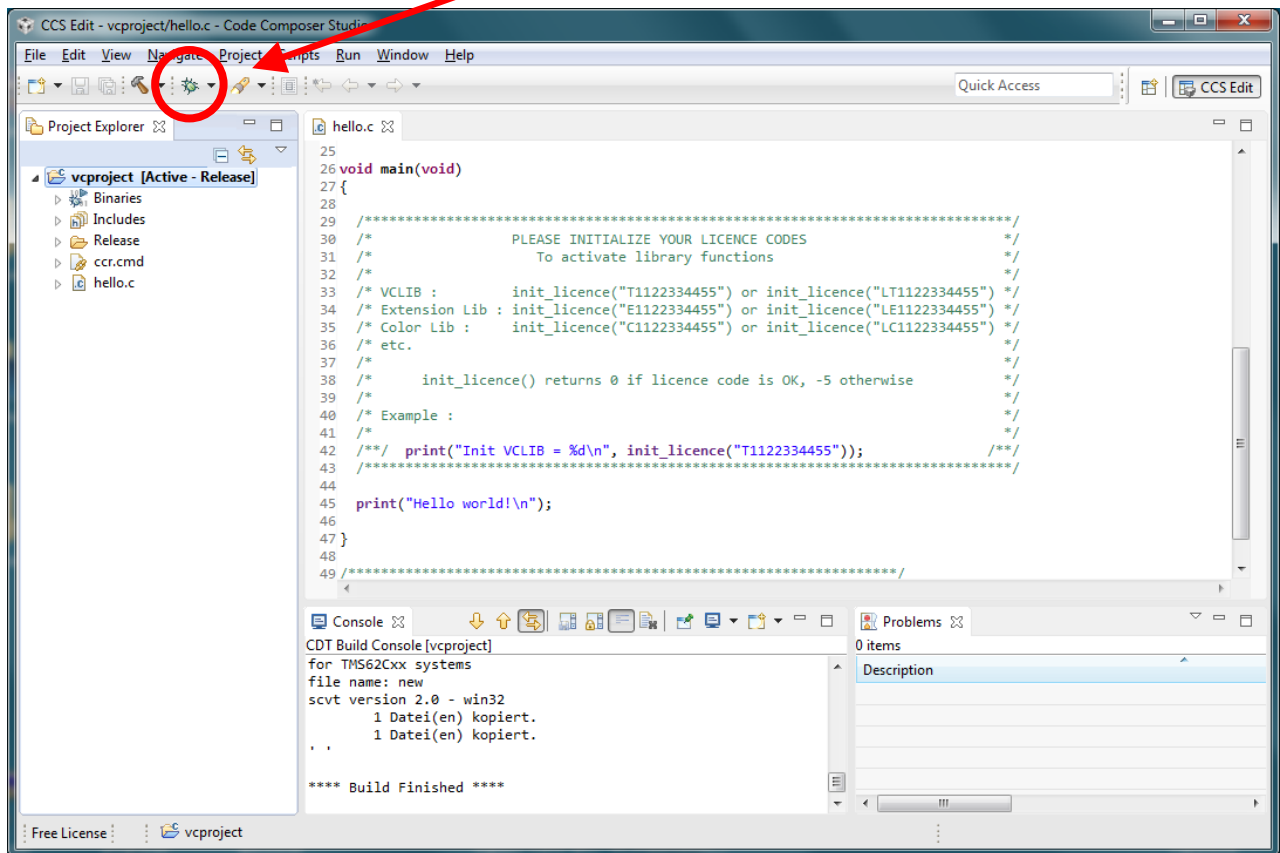 CCS Edit - vcproject/hello.c - Code Composer Studio
File Edit View Navigate Project Scripts Run Window Help
Quick Access
CCS Edit
Project Explorer
vcproject [Active - Release]
Binaries
Includes
Release
ccr.cmd
hello.c
hello.c
25
26 void main(void)
27 {
28
29 /*******************************************************************************/
30 /* PLEASE INITIALIZE YOUR LICENCE CODES */
31 /* To activate library functions */
32 /* */
33 /* VCLIB : init_licence("T1122334455") or init_licence("LT1122334455") */
34 /* Extension Lib : init_licence("E1122334455") or init_licence("LE1122334455") */
35 /* Color Lib : init_licence("C1122334455") or init_licence("LC1122334455") */
36 /* etc. */
37 /* */
38 /* init_licence() returns 0 if licence code is OK, -5 otherwise */
39 /* */
40 /* Example : */
41 /* */
42 /**/ print("Init VCLIB = %d\n", init_licence("T1122334455")); /**/
43 /*******************************************************************************/
44
45 print("Hello world!\n");
46
47 }
48
49 /*******************************************************************/
Console
CDT Build Console [vcproject]
for TMS62Cxx systems
file name: new
scvt version 2.0 - win32
1 Datei(en) kopiert.
1 Datei(en) kopiert.
' '
**** Build Finished ****
Problems
0 items
Description
Free License
vcproject